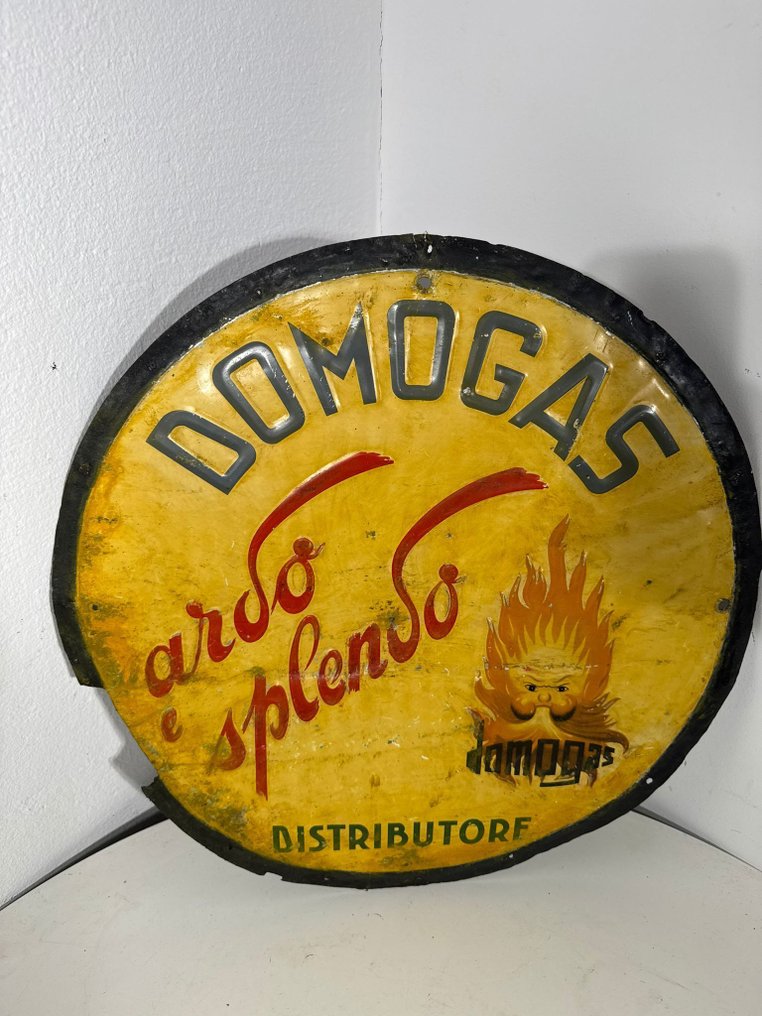 DOMOGAS
ardo
e splendo
domogas
DISTRIBUTORE